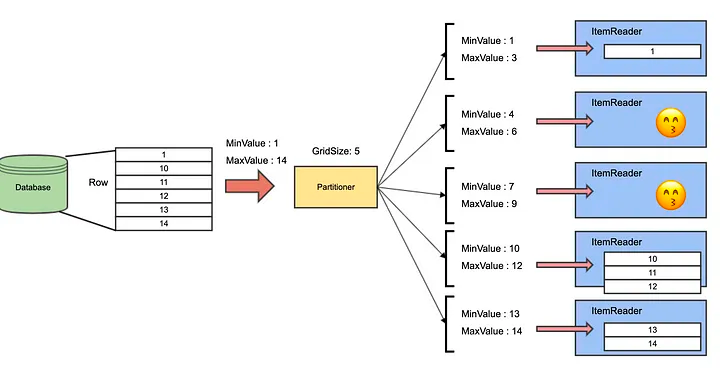 Database
Row
1
10
11
12
13
14
MinValue : 1
MaxValue : 14
GridSize: 5
Partitioner
MinValue : 1
MaxValue : 3
ItemReader
1
MinValue : 4
MaxValue : 6
ItemReader
MinValue : 7
MaxValue : 9
ItemReader
MinValue : 10
MaxValue : 12
ItemReader
10
11
12
MinValue : 13
MaxValue : 14
ItemReader
13
14